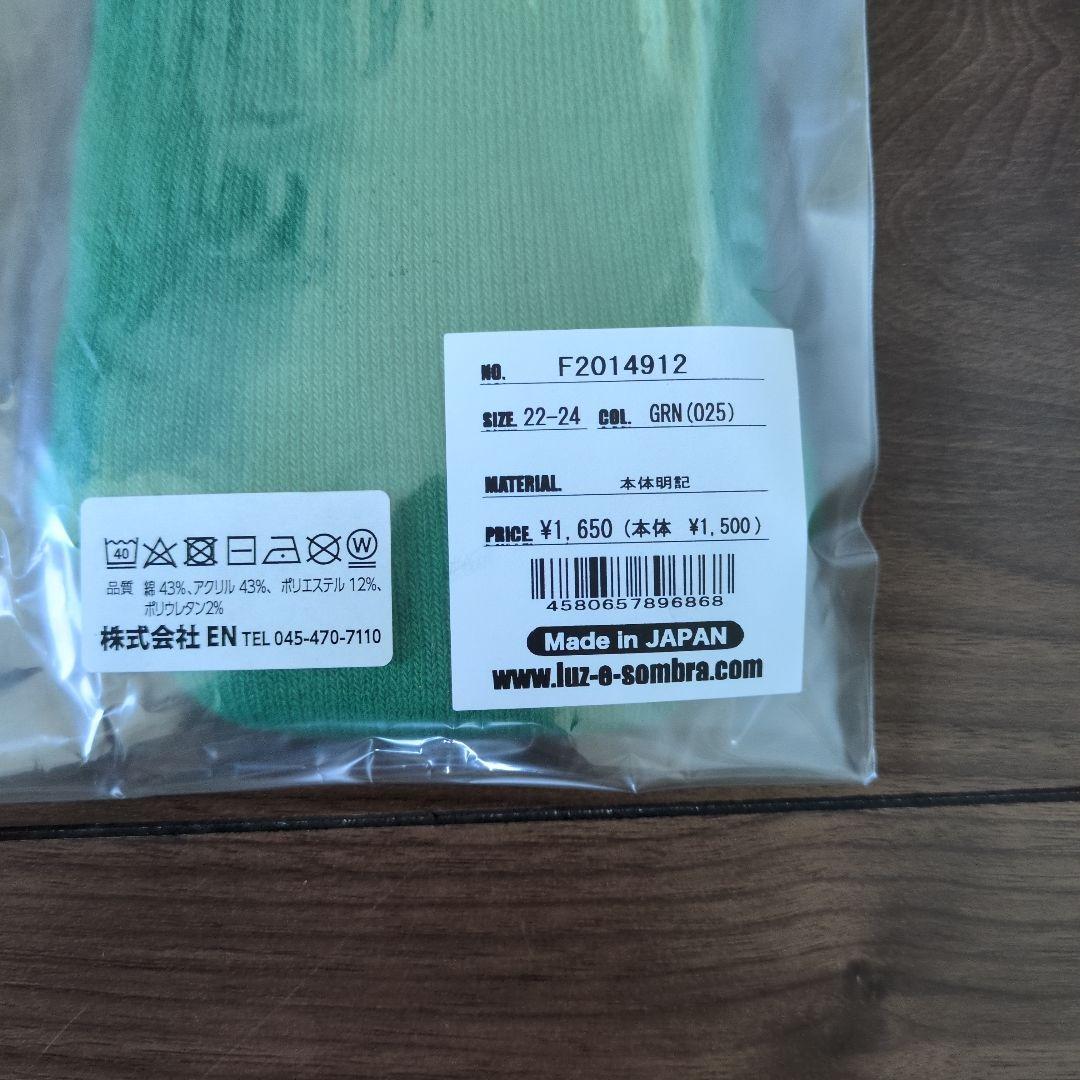 NO. F2014912
SIZE. 22-24 COL. GRN(025)
MATERIAL. 本体明記
PRICE. ¥1,650 (本体 ¥1,500)
4580657896868
Made in JAPAN
www.luz-e-sombra.com
40 W
品質 綿 43%、アクリル 43%、ポリエステル 12%、
ポリウレタン2%
株式会社 EN TEL 045-470-7110